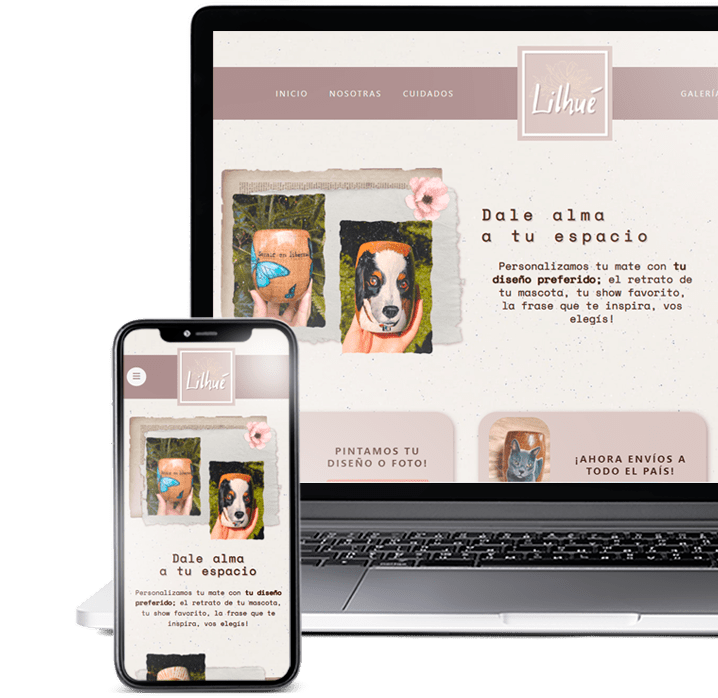 INICIO NOSOTRAS CUIDADOS
Lilhué
GALERÍA
Dale alma
a tu espacio
Personalizamos tu mate con tu
diseño preferido; el retrato de
tu mascota, tu show favorito,
la frase que te inspira, vos
elegís!
PINTAMOS TU
DISEÑO O FOTO!
¡AHORA ENVÍOS A
TODO EL PAÍS!
Lilhué
Dale alma
a tu espacio
Personalizamos tu mate con tu diseño
preferido; el retrato de tu mascota,
tu show favorito, la frase que te
inspira, vos elegís!